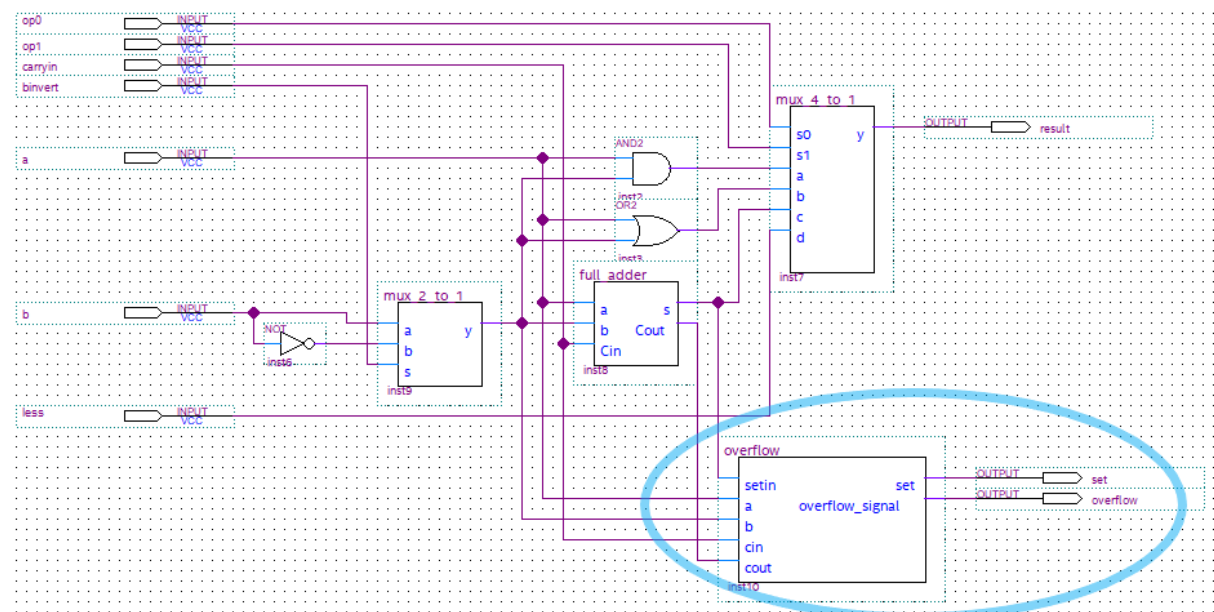 op0 INPUT VCC
op1 INPUT VCC
carryin INPUT VCC
binvert INPUT VCC
mux_4_to_1
s0 y
s1
a
b
c
d
inst7
OUTPUT result
a INPUT VCC
AND2
inst2
OR2
inst3
full_adder
a s
b Cout
Cin
inst8
mux_2_to_1
a y
b
s
inst9
b INPUT VCC
NOT
inst6
less INPUT VCC
overflow
setin set
a overflow_signal
b
cin
cout
inst10
OUTPUT set
OUTPUT overflow